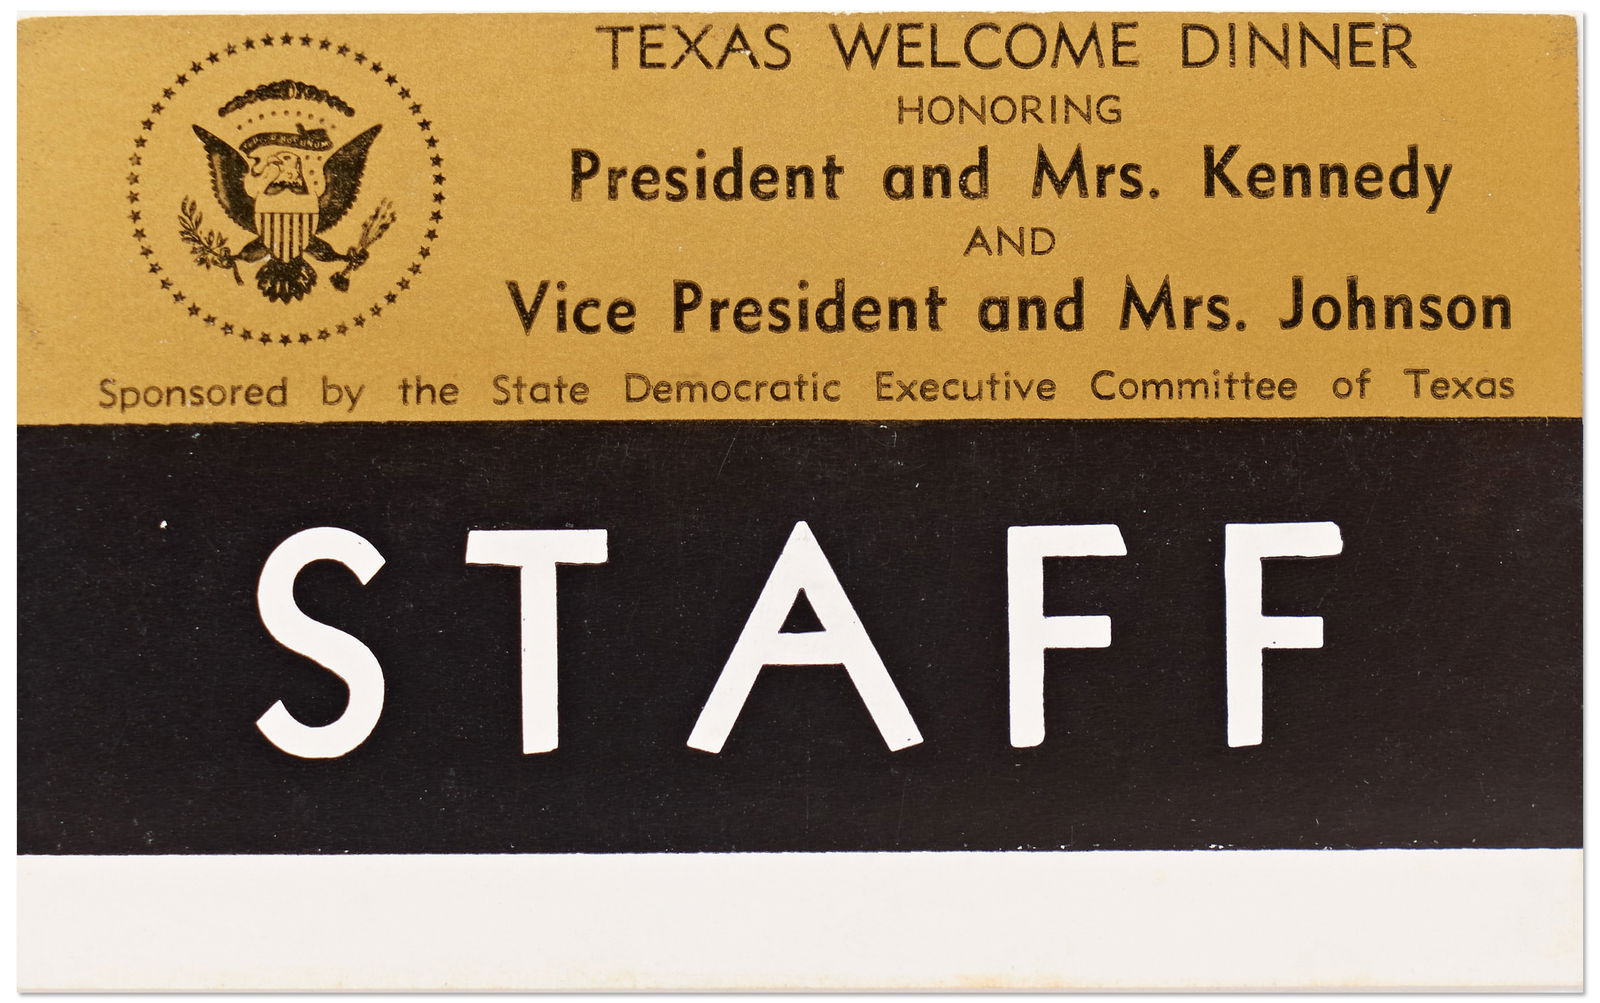 TEXAS WELCOME DINNER
HONORING
President and Mrs. Kennedy
AND
Vice President and Mrs. Johnson
Sponsored by the State Democratic Executive Committee of Texas
STAFF